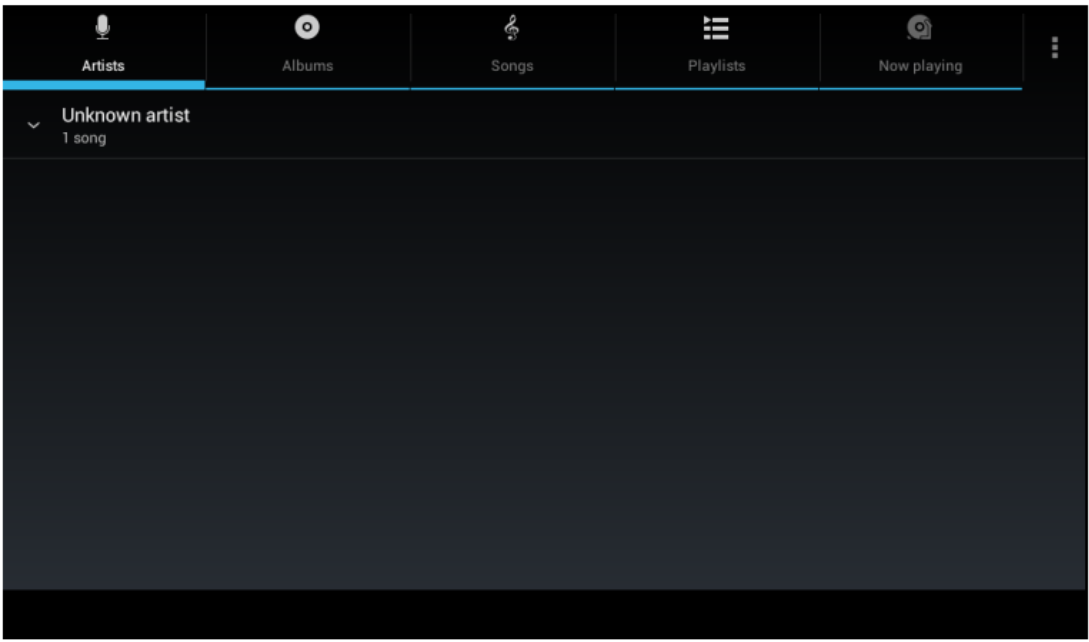 Artists
Albums
Songs
Playlists
Now playing
Unknown artist
1 song